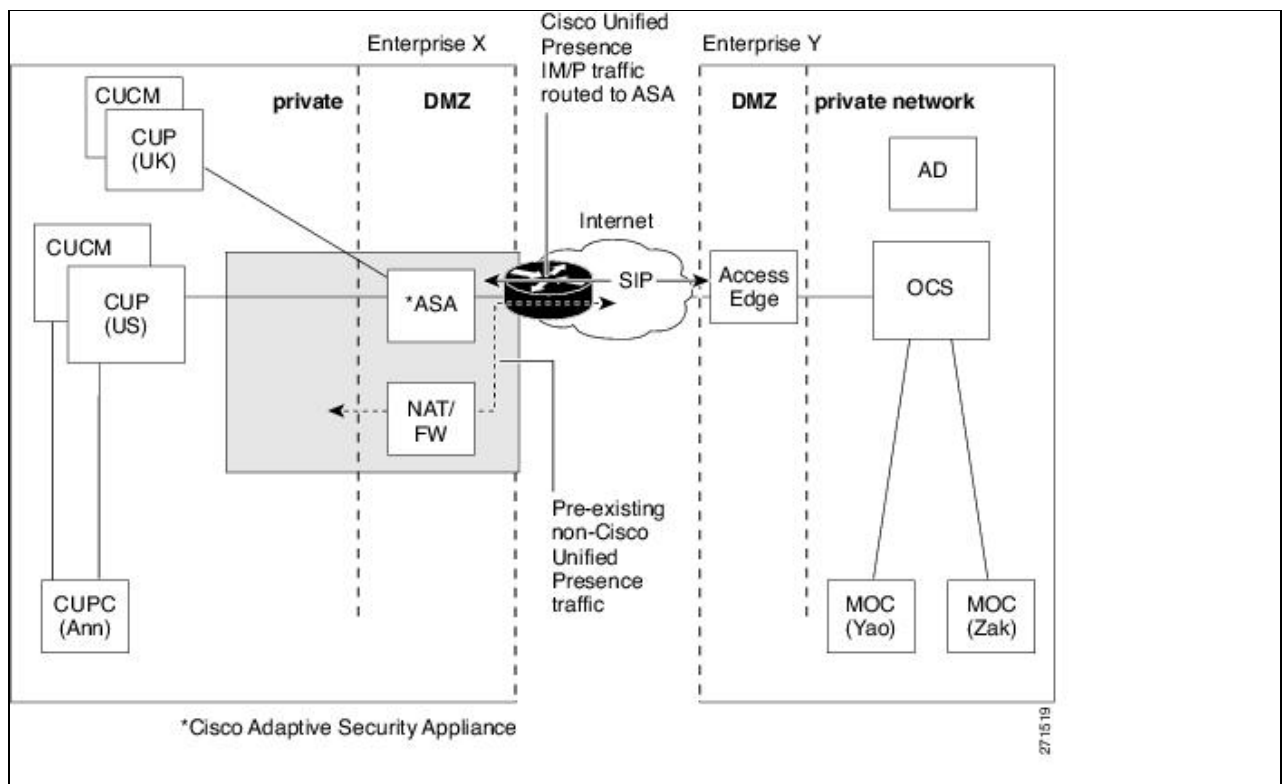 Cisco Unified
Presence
IM/P traffic
routed to ASA
Enterprise X
Enterprise Y
private
DMZ
DMZ
private network
CUCM
CUP
(UK)
AD
Internet
CUCM
CUP
(US)
*ASA
SIP
Access
Edge
OCS
NAT/
FW
Pre-existing
non-Cisco
Unified
Presence
traffic
CUPC
(Ann)
MOC
(Yao)
MOC
(Zak)
*Cisco Adaptive Security Appliance
271519